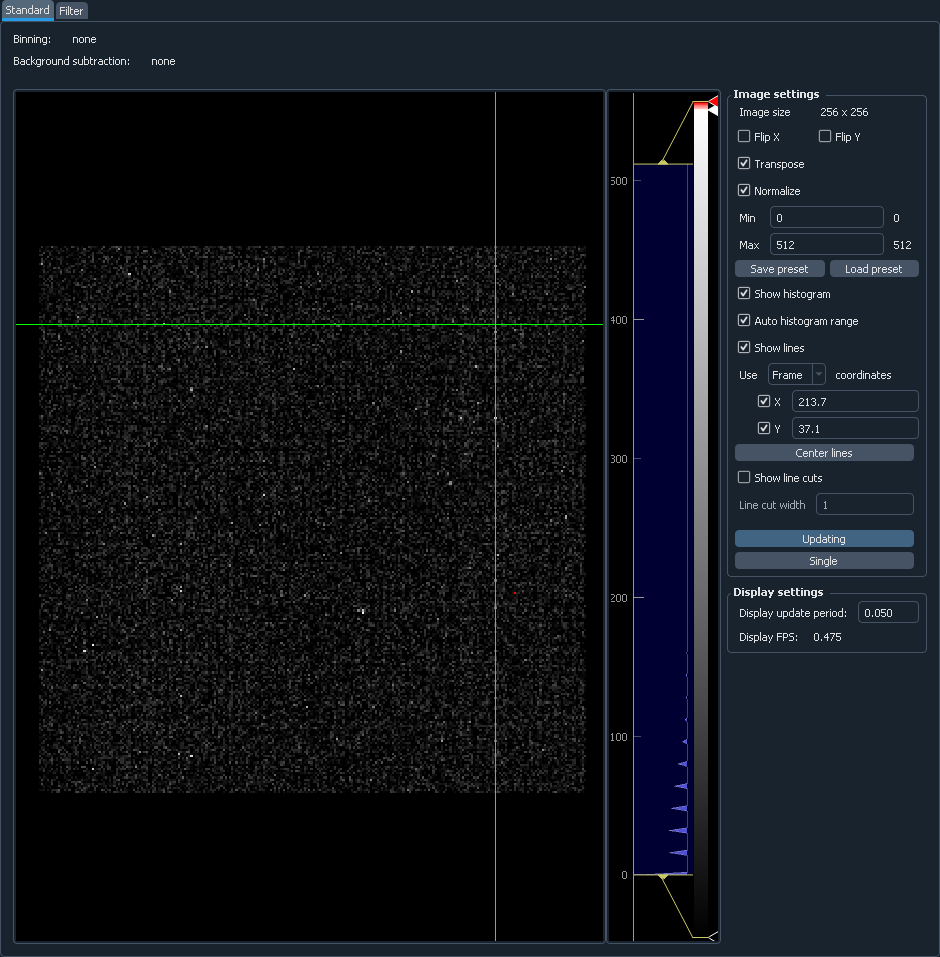 Standard Filter
Binning: none
Background subtraction: none
Image settings
Image size 256 x 256
Flip X Flip Y
Transpose
Normalize
Min 0 0
Max 512 512
Save preset Load preset
Show histogram
Auto histogram range
Show lines
Use Frame coordinates
X 213.7
Y 37.1
Center lines
Show line cuts
Line cut width 1
Updating
Single
Display settings
Display update period: 0.050
Display FPS: 0.475
500
400
300
200
100
0